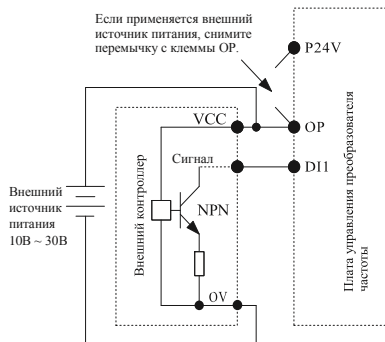 Если применяется внешний
источник питания, снимите
перемычку с клеммы OP.
P24V
VCC
OP
Сигнал
DI1
Внешний
источник
питания
10В ~ 30В
Внешний контроллер
NPN
0V
Плата управления преобразователя
частоты